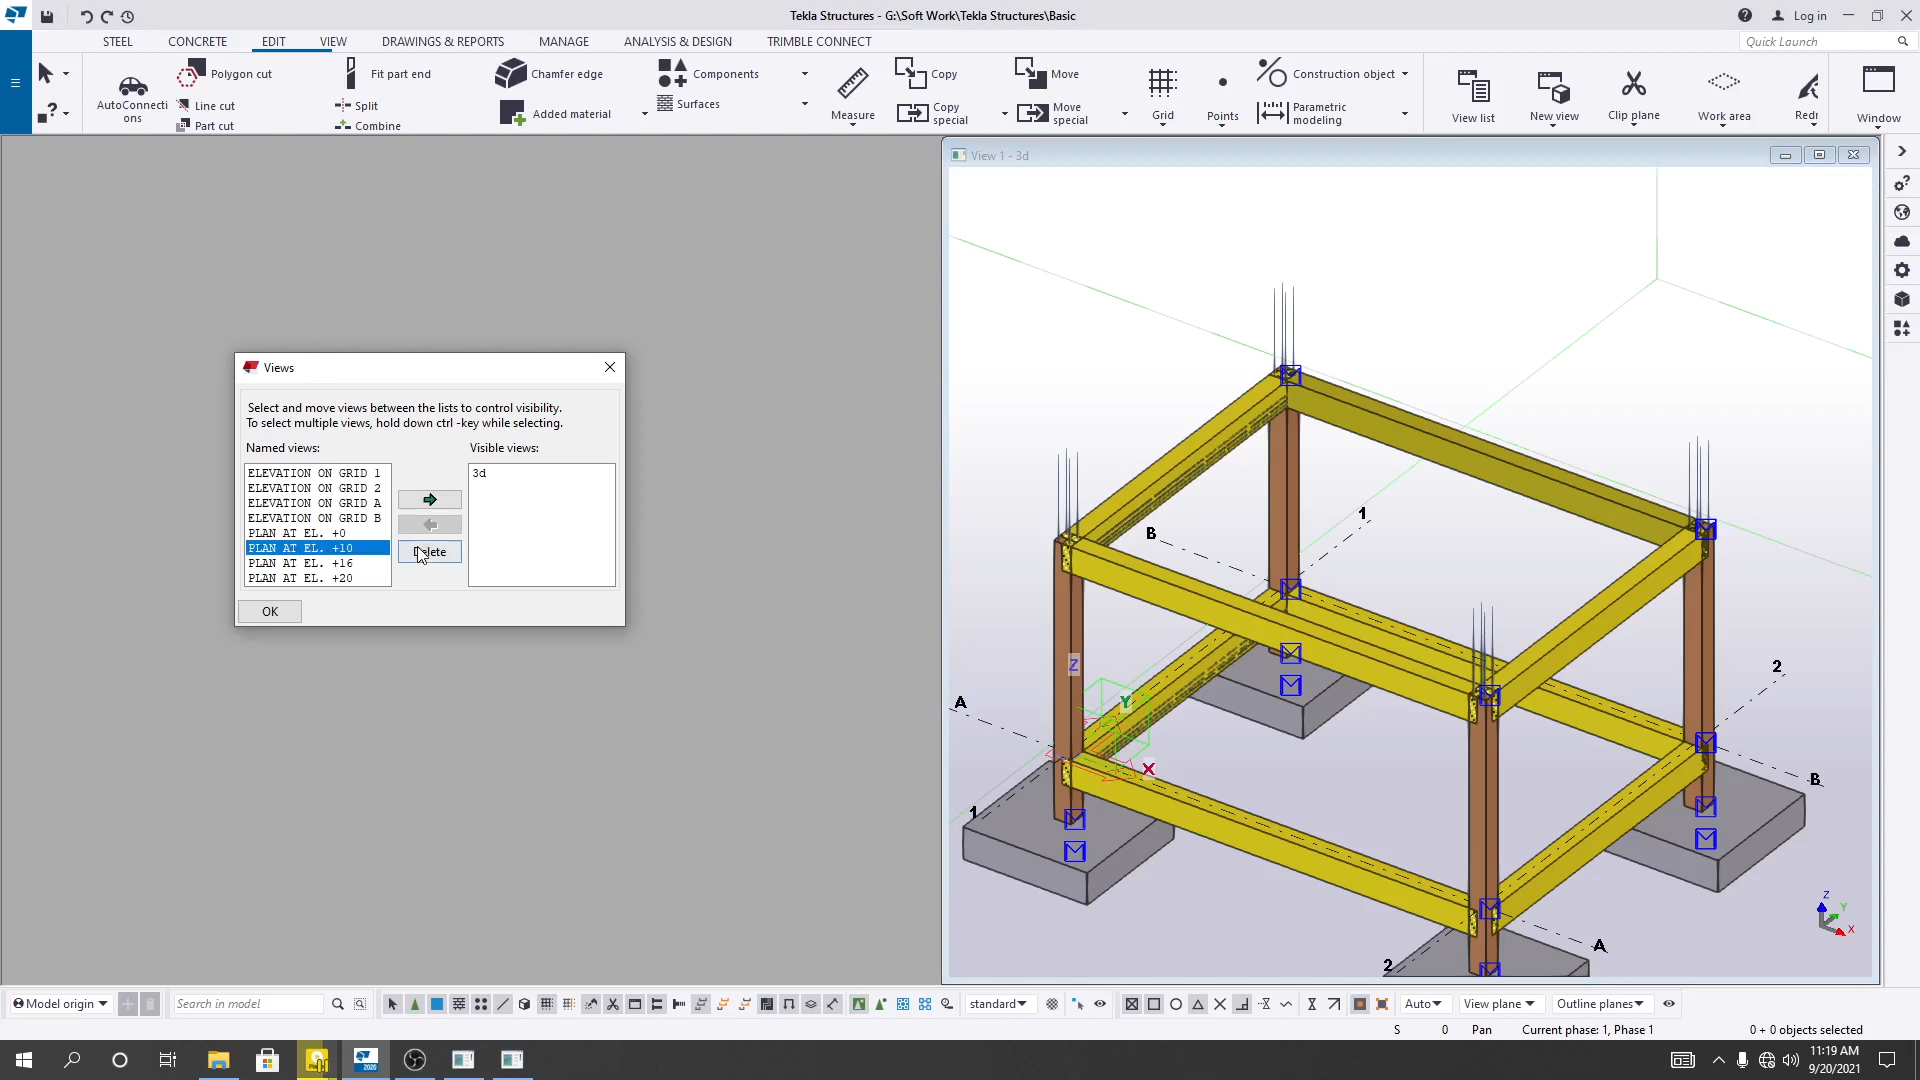 Tekla Structures - G:\Soft Work\Tekla Structures\Basic
Log in
STEEL CONCRETE EDIT VIEW DRAWINGS & REPORTS MANAGE ANALYSIS & DESIGN TRIMBLE CONNECT
Quick Launch
AutoConnecti
ons
Polygon cut
Line cut
Part cut
Fit part end
Split
Combine
Chamfer edge
Added material
Components
Surfaces
Measure
Copy
Copy
special
Move
Move
special
Grid
Points
Construction object
Parametric
modeling
View list
New view
Clip plane
Work area
Redr
Window
View 1 - 3d
Views
Select and move views between the lists to control visibility.
To select multiple views, hold down ctrl -key while selecting.
Named views:
Visible views:
ELEVATION ON GRID 1
ELEVATION ON GRID 2
ELEVATION ON GRID A
ELEVATION ON GRID B
PLAN AT EL. +0
PLAN AT EL. +10
PLAN AT EL. +16
PLAN AT EL. +20
3d
OK
1
B
2
A
Z
Y
X
B
1
A
2
Z
Y
X
Model origin
Search in model
standard
Auto
View plane
Outline planes
S 0 Pan Current phase: 1, Phase 1 0 + 0 objects selected
2020
11:19 AM
9/20/2021